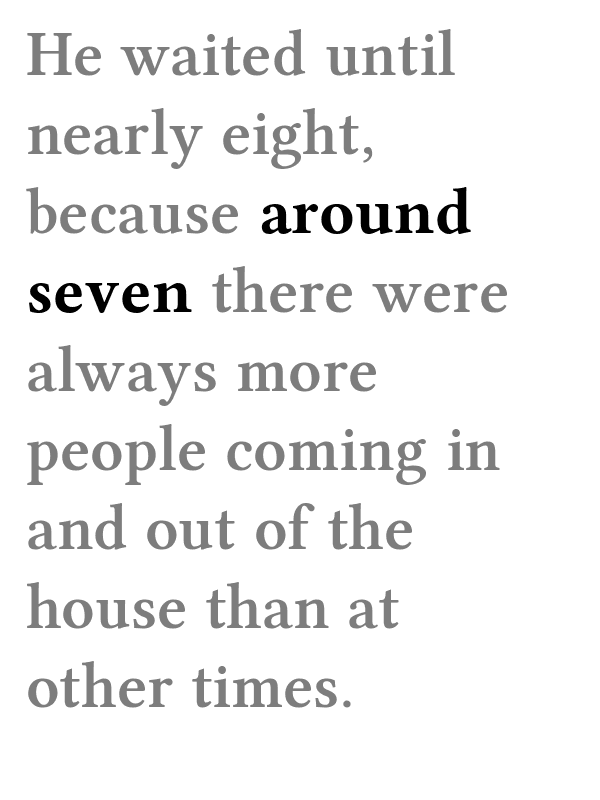 He waited until
nearly eight,
because around
seven there were
always more
people coming in
and out of the
house than at
other times.